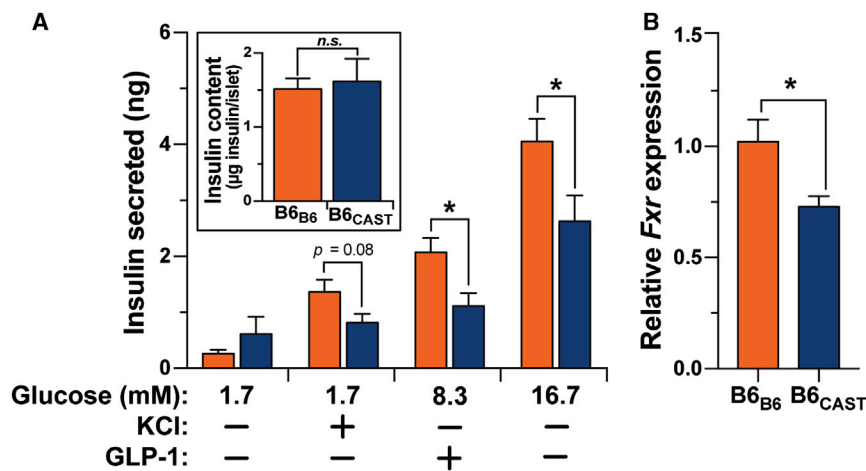 A
B
Insulin secreted (ng)
6
4
2
0
Insulin content
(µg insulin/islet)
2
1
1
0
n.s.
B6B6 B6CAST
p = 0.08
*
*
Glucose (mM): 1.7 1.7 8.3 16.7
KCl: – + – –
GLP-1: – – + –
Relative Fxr expression
1.5
1.0
0.5
0.0
*
B6B6 B6CAST